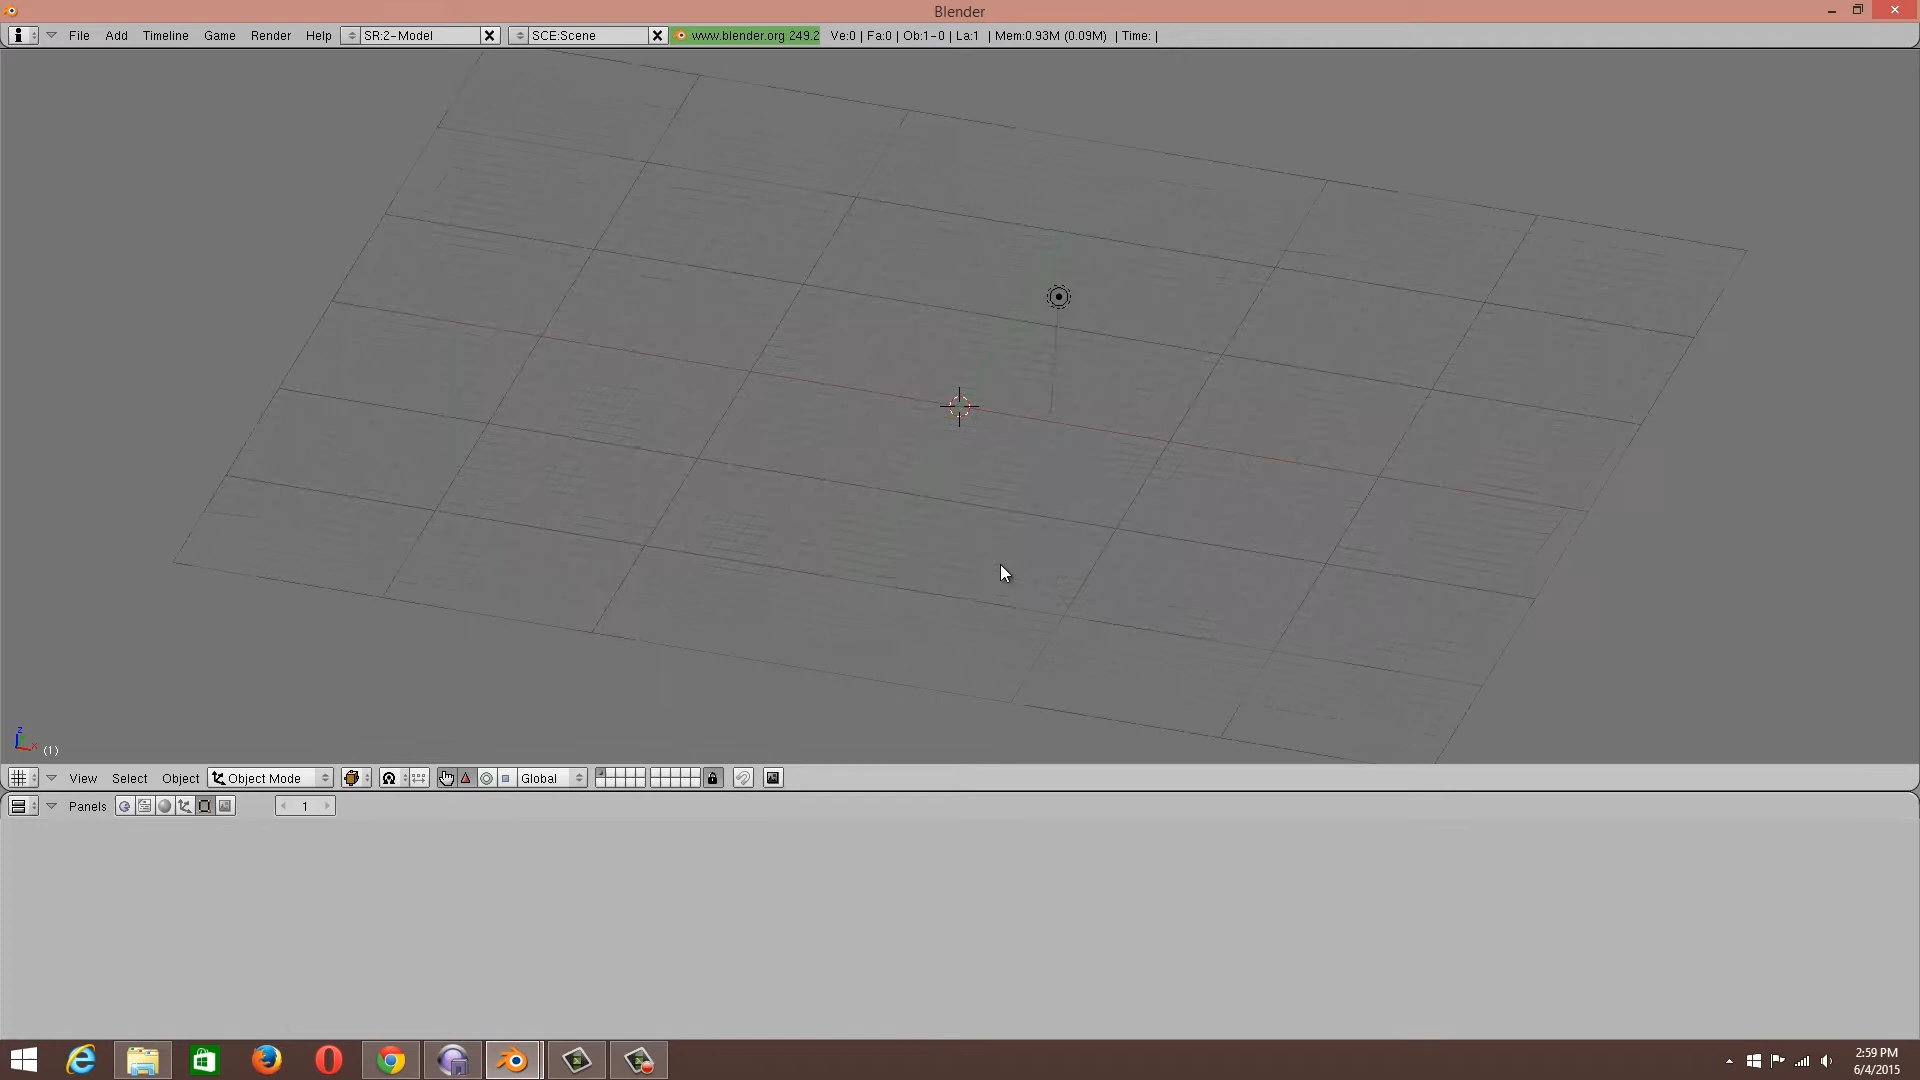 Blender
File Add Timeline Game Render Help SR:2-Model SCE:Scene www.blender.org 249.2 Ve:0 | Fa:0 | Ob:1-0 | La:1 | Mem:0.93M (0.09M) | Time: |
z
x
(1)
View Select Object Object Mode Global
Panels 1
2:59 PM
6/4/2015